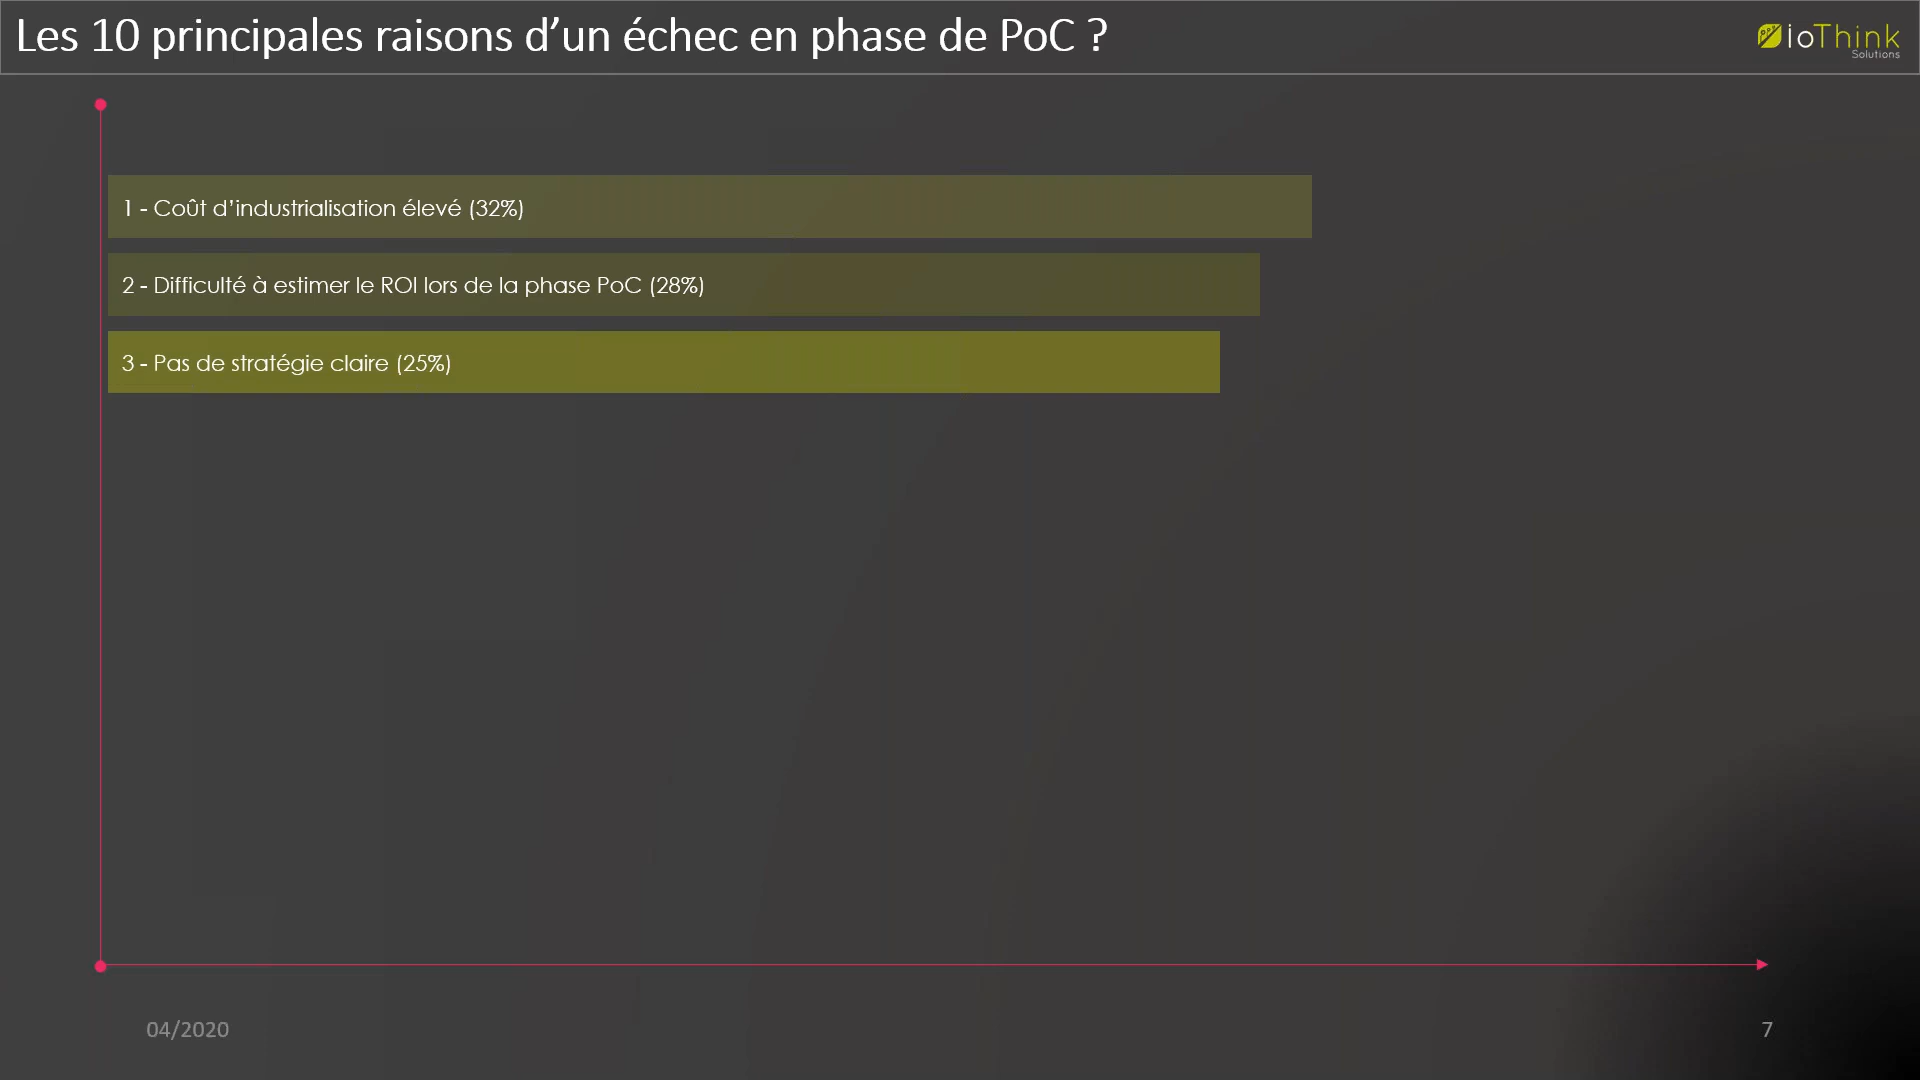 Les 10 principales raisons d’un échec en phase de PoC ?
ioThink
Solutions
1 - Coût d’industrialisation élevé (32%)
2 - Difficulté à estimer le ROI lors de la phase PoC (28%)
3 - Pas de stratégie claire (25%)
04/2020
7